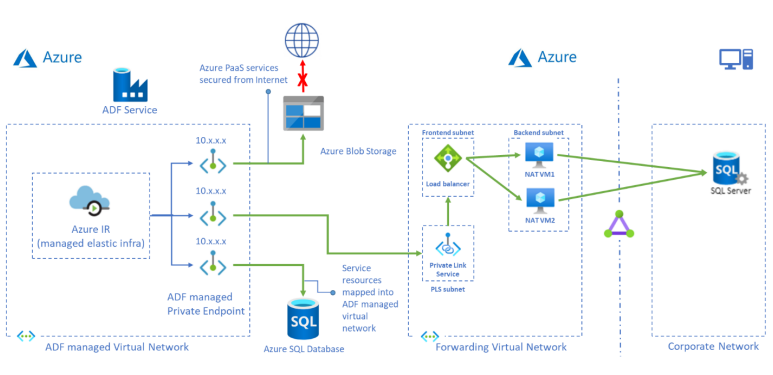 Azure
Azure
Azure PaaS services
secured from Internet
ADF Service
Azure Blob Storage
10.x.x.x
10.x.x.x
10.x.x.x
Azure IR
(managed elastic infra)
ADF managed
Private Endpoint
Service
resources
mapped into
ADF managed
virtual
network
SQL
Azure SQL Database
ADF managed Virtual Network
Frontend subnet
Load balancer
Private Link
Service
PLS subnet
Backend subnet
NAT VM1
NAT VM2
Forwarding Virtual Network
SQL
SQL Server
Corporate Network